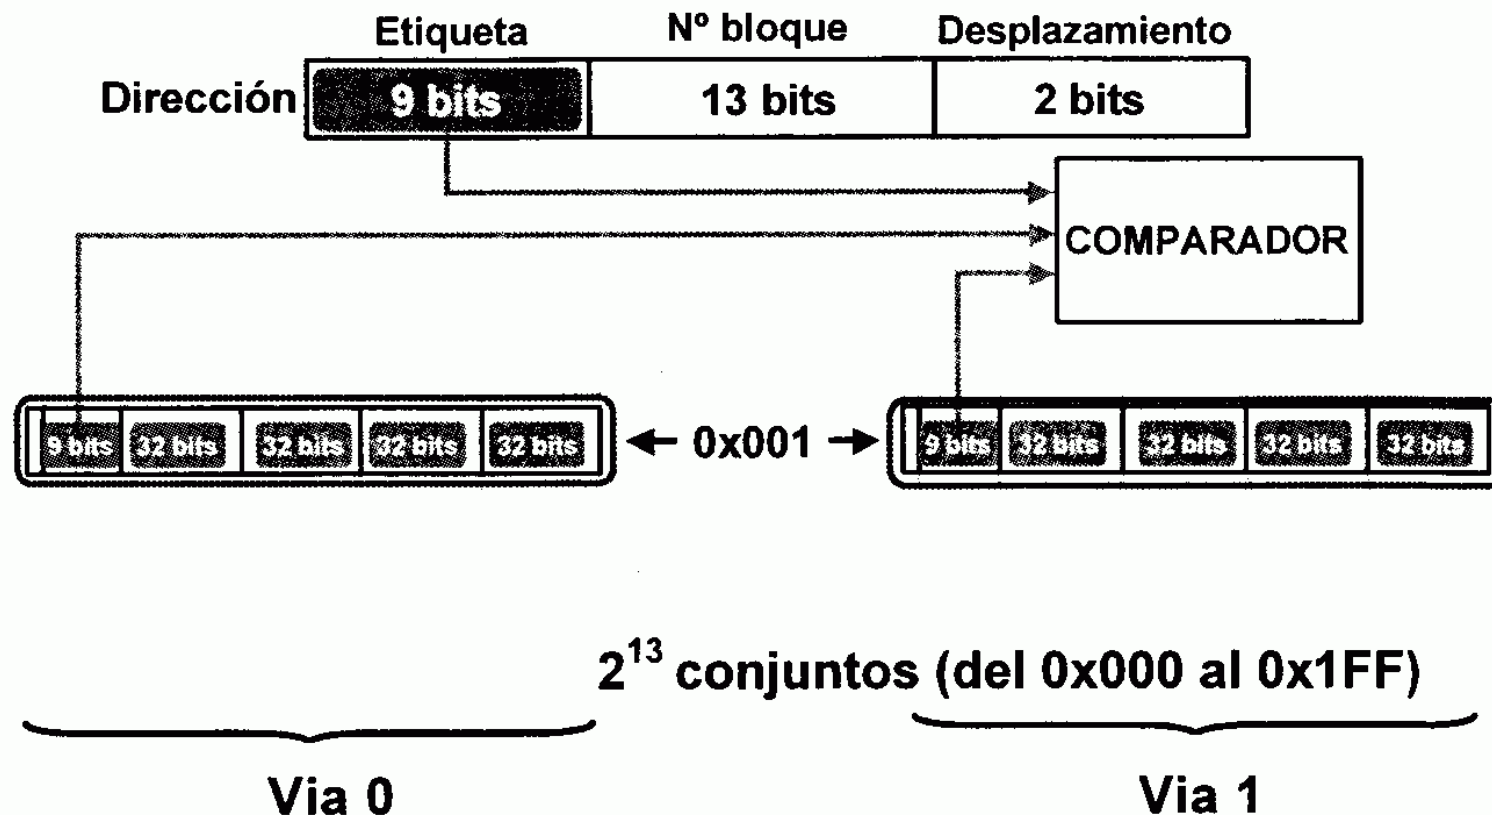 Etiqueta Nº bloque Desplazamiento
Dirección 9 bits 13 bits 2 bits
COMPARADOR
9 bits 32 bits 32 bits 32 bits 32 bits ← 0x001 → 9 bits 32 bits 32 bits 32 bits 32 bits
2¹³ conjuntos (del 0x000 al 0x1FF)
Via 0 Via 1